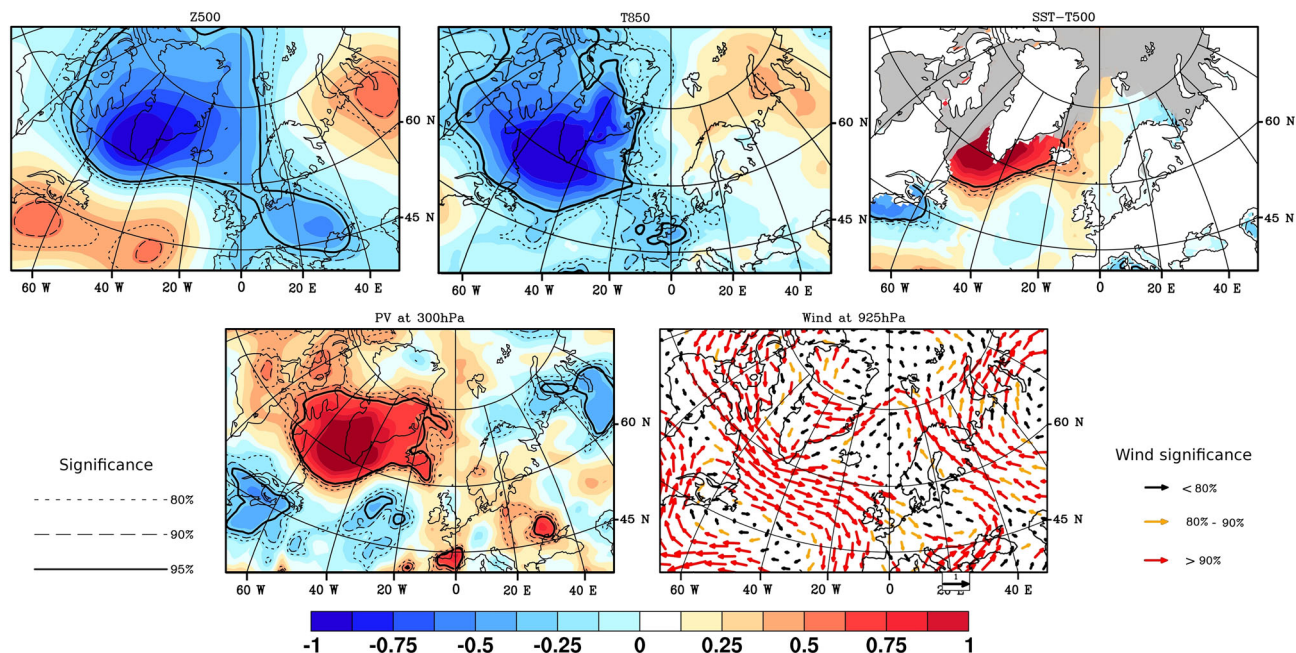 Z500 T850 SST-T500
60 N 60 N 60 N
45 N 45 N 45 N
60 W 40 W 20 W 0 20 E 40 E 60 W 40 W 20 W 0 20 E 40 E 60 W 40 W 20 W 0 20 E 40 E
PV at 300hPa Wind at 925hPa
60 N 60 N
Significance Wind significance
80% <80%
45 N 45 N
90% 80% - 90%
95% > 90%
60 W 40 W 20 W 0 20 E 40 E 60 W 40 W 20 W 0 1 40 E
-1 -0.75 -0.5 -0.25 0 0.25 0.5 0.75 1